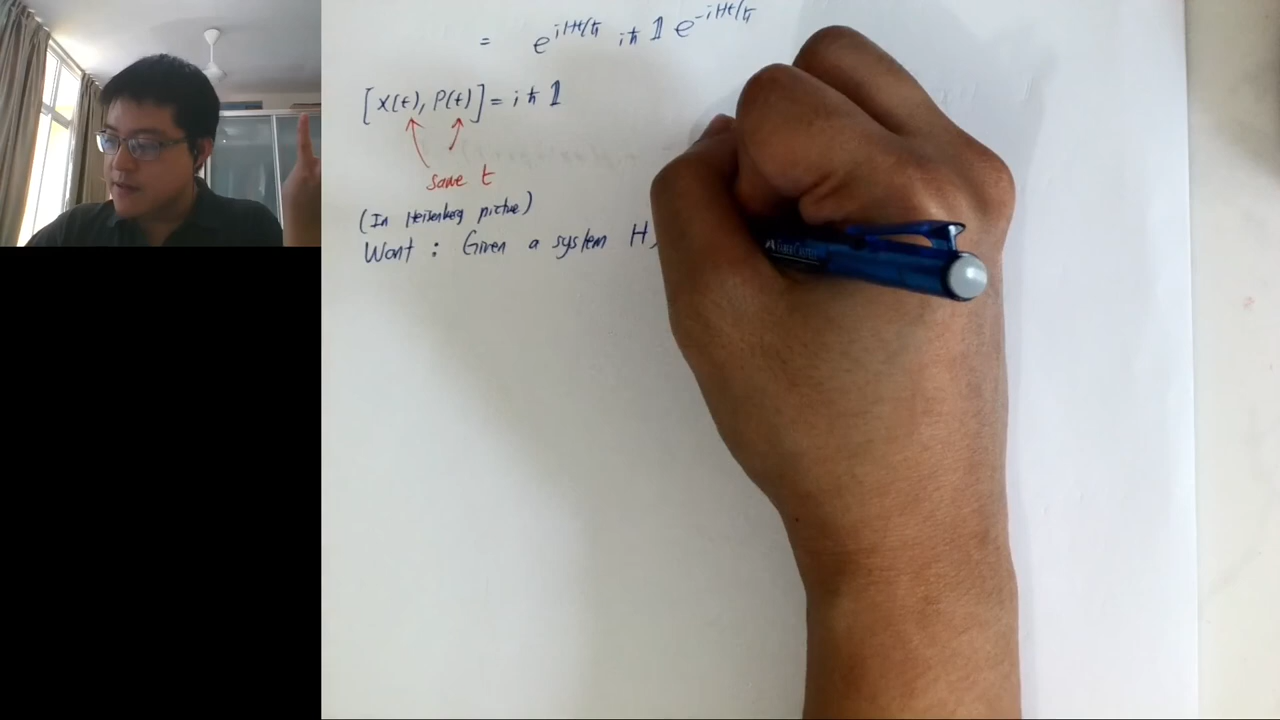 = e^{iHt/ħ} iħ 𝟙 e^{-iHt/ħ}
[X(t), P(t)] = iħ 𝟙
same t
(In Heisenberg picture)
Want : Given a system H,